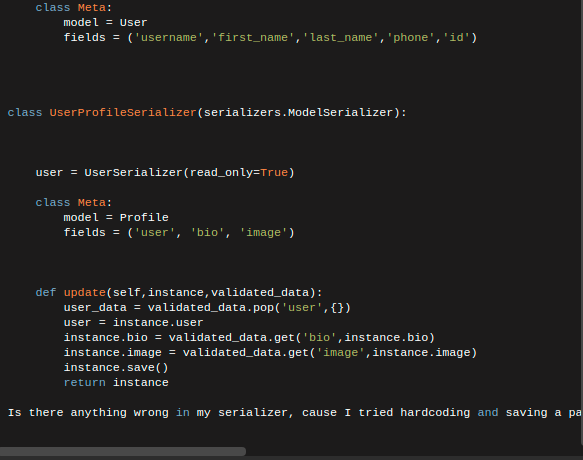 class Meta:
model = User
fields = ('username','first_name','last_name','phone','id')
class UserProfileSerializer(serializers.ModelSerializer):
user = UserSerializer(read_only=True)
class Meta:
model = Profile
fields = ('user', 'bio', 'image')
def update(self,instance,validated_data):
user_data = validated_data.pop('user',{})
user = instance.user
instance.bio = validated_data.get('bio',instance.bio)
instance.image = validated_data.get('image',instance.image)
instance.save()
return instance
Is there anything wrong in my serializer, cause I tried hardcoding and saving a pa